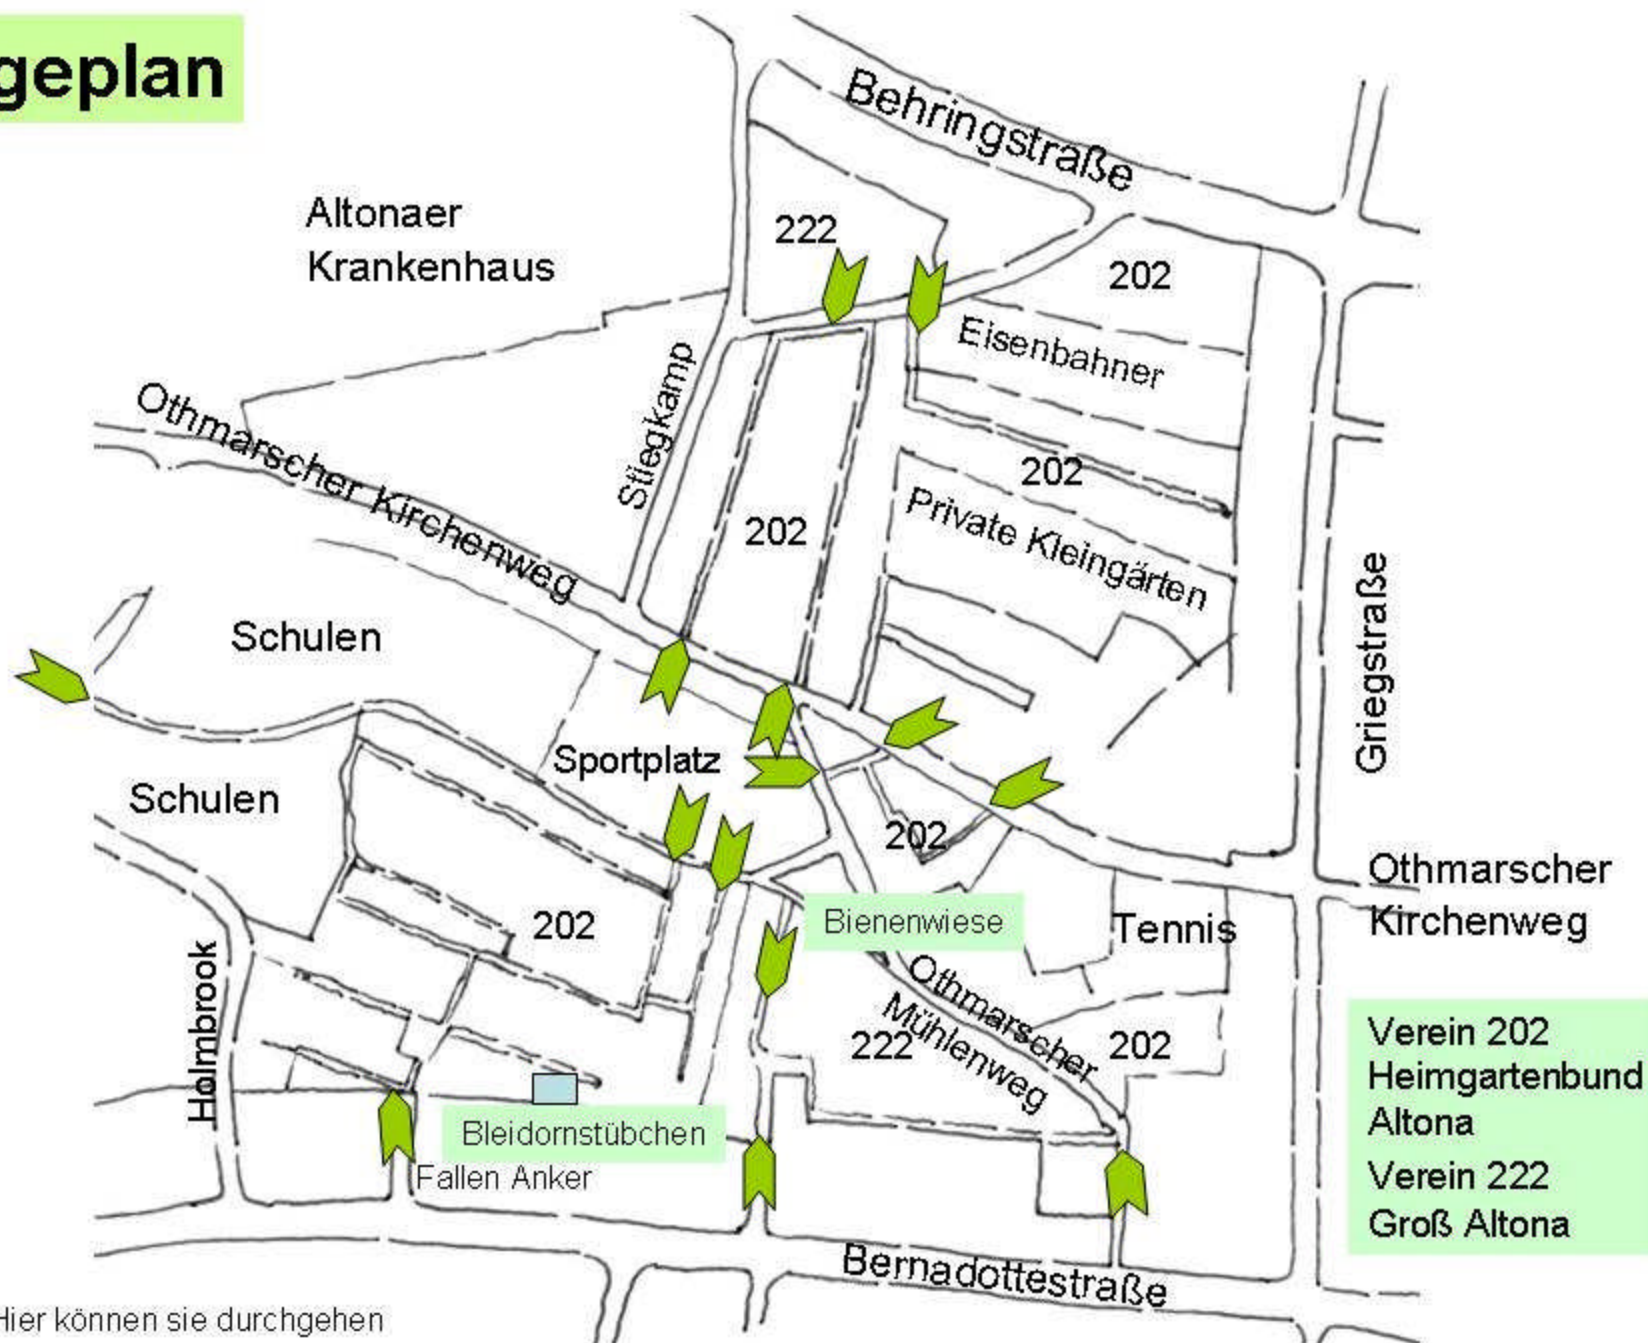 geplan
Behringstraße
Altonaer
Krankenhaus
222
202
Eisenbahner
Stiegkamp
Othmarscher Kirchenweg
202
202
Private Kleingärten
Griegstraße
Schulen
Sportplatz
Schulen
202
Othmarscher
Kirchenweg
202
Bienenwiese
Tennis
Holmbrook
Othmarscher
Mühlenweg
222
202
Verein 202
Heimgartenbund
Altona
Verein 222
Groß Altona
Bleidornstübchen
Fallen Anker
Bernadottestraße
Hier können sie durchgehen